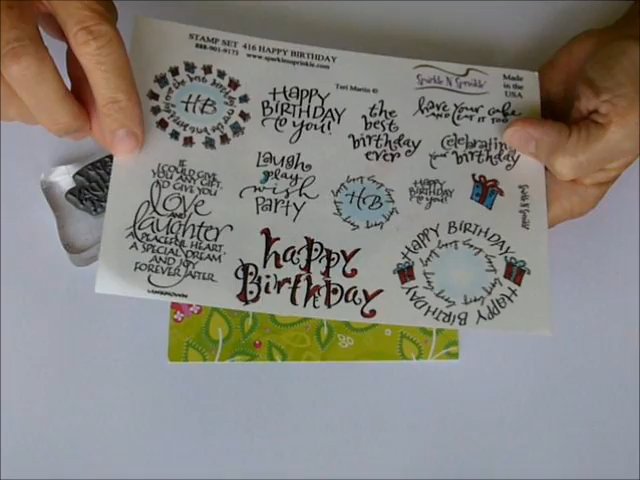 STAMP SET 416 HAPPY BIRTHDAY
888-901-9173 www.sparklensprinkle.com
Teri Martin ©
Sparkle N Sprinkle
Made
in the
USA
HB
HAPPY
BIRTHDAY
to you!
the
best
birthday
ever
love your cake
AND EAT IT TOO
Celebrating
your birthday
IF
I COULD GIVE
YOU ANY GIFT,
I'D GIVE YOU
Love
AND
laughter
A PEACEFUL HEART,
A SPECIAL DREAM
AND JOY
FOREVER AFTER.
Laugh
play
wish
PARTY
HB
HAPPY
BIRTHDAY
to you!
Sparkle N Sprinkle
happy
Birthday
HAPPY BIRTHDAY
HAPPY BIRTHDAY